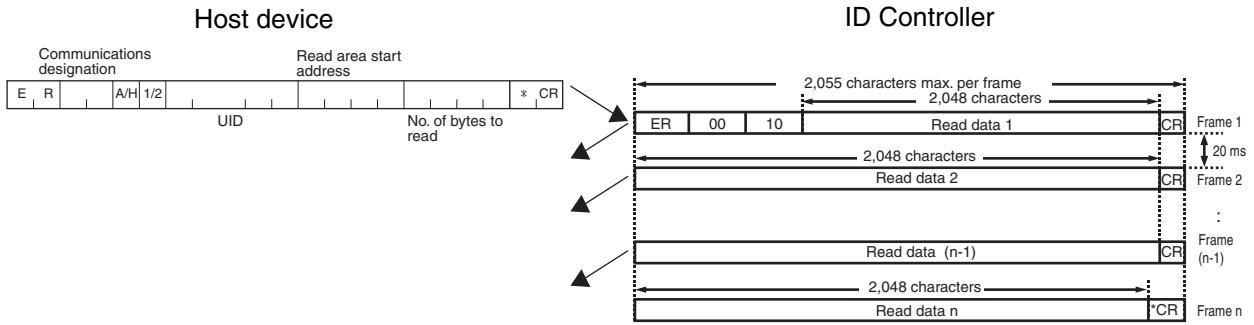 Host device
ID Controller
Communications
designation
Read area start
address
E R A/H 1/2 * CR
UID
No. of bytes to
read
2,055 characters max. per frame
2,048 characters
ER 00 10 Read data 1 CR Frame 1
20 ms
2,048 characters
Read data 2 CR Frame 2
:
Read data (n-1) CR Frame
(n-1)
2,048 characters
Read data n *CR Frame n